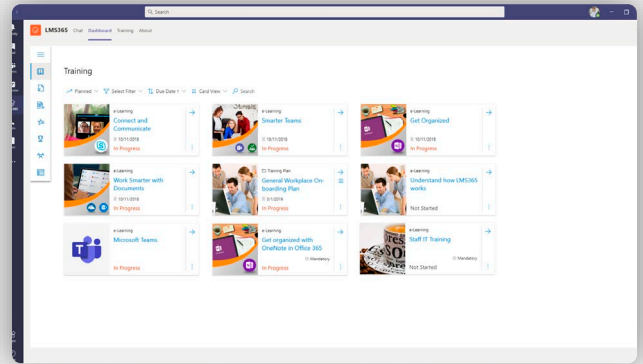 Search
LMS365 Chat Dashboard Training About
Training
Planned Select Filter Due Date ↑ Card View Search
e-Learning
Connect and
Communicate
10/11/2018
In Progress
e-Learning
Smarter Teams
10/11/2018
In Progress
e-Learning
Get Organized
10/11/2018
In Progress
e-Learning
Work Smarter with
Documents
10/11/2018
In Progress
Training Plan
General Workplace On-
boarding Plan
3/1/2018
In Progress
e-Learning
Understand how LMS365
works
Not Started
e-Learning
Microsoft Teams
In Progress
e-Learning
Get organized with
OneNote in Office 365
Mandatory
In Progress
e-Learning
Staff IT Training
Mandatory
Not Started